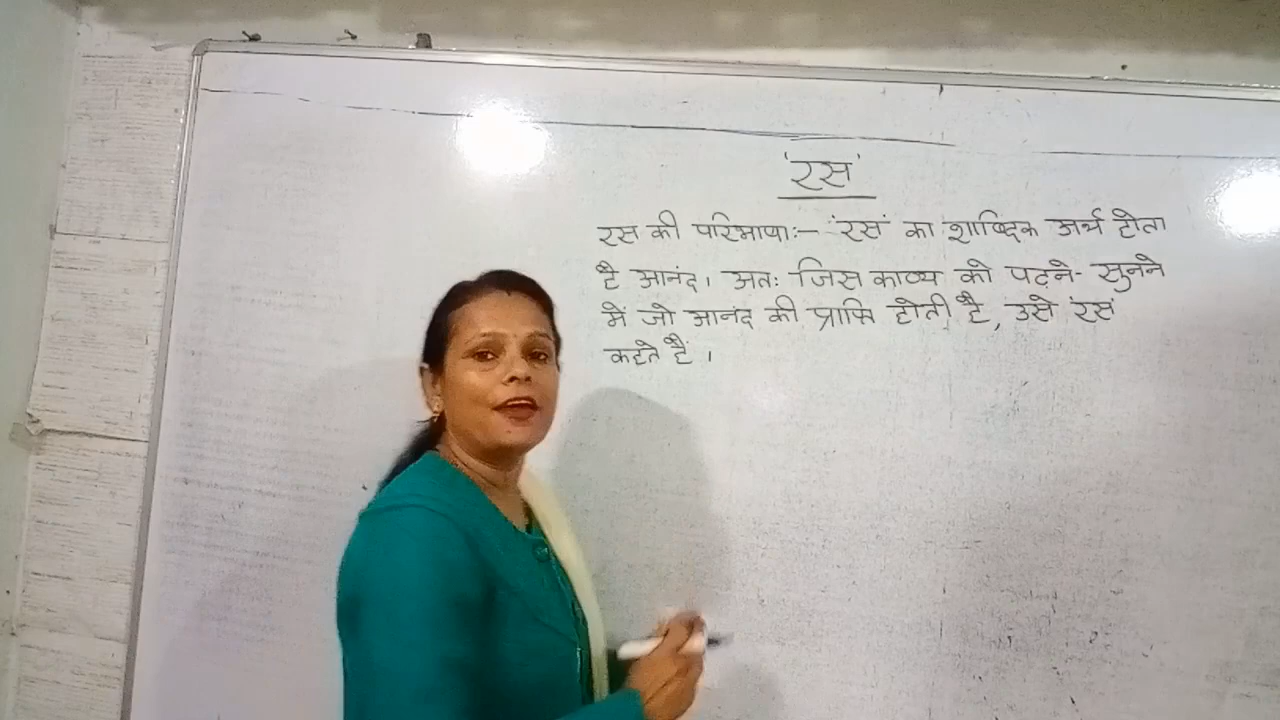 'रस'
रस की परिभाषाः- 'रस' का शाब्दिक अर्थ होता
है आनंद। अतः जिस काव्य को पढ़ने-सुनने
में जो आनंद की प्राप्ति होती है, उसे 'रस'
कहते हैं ।